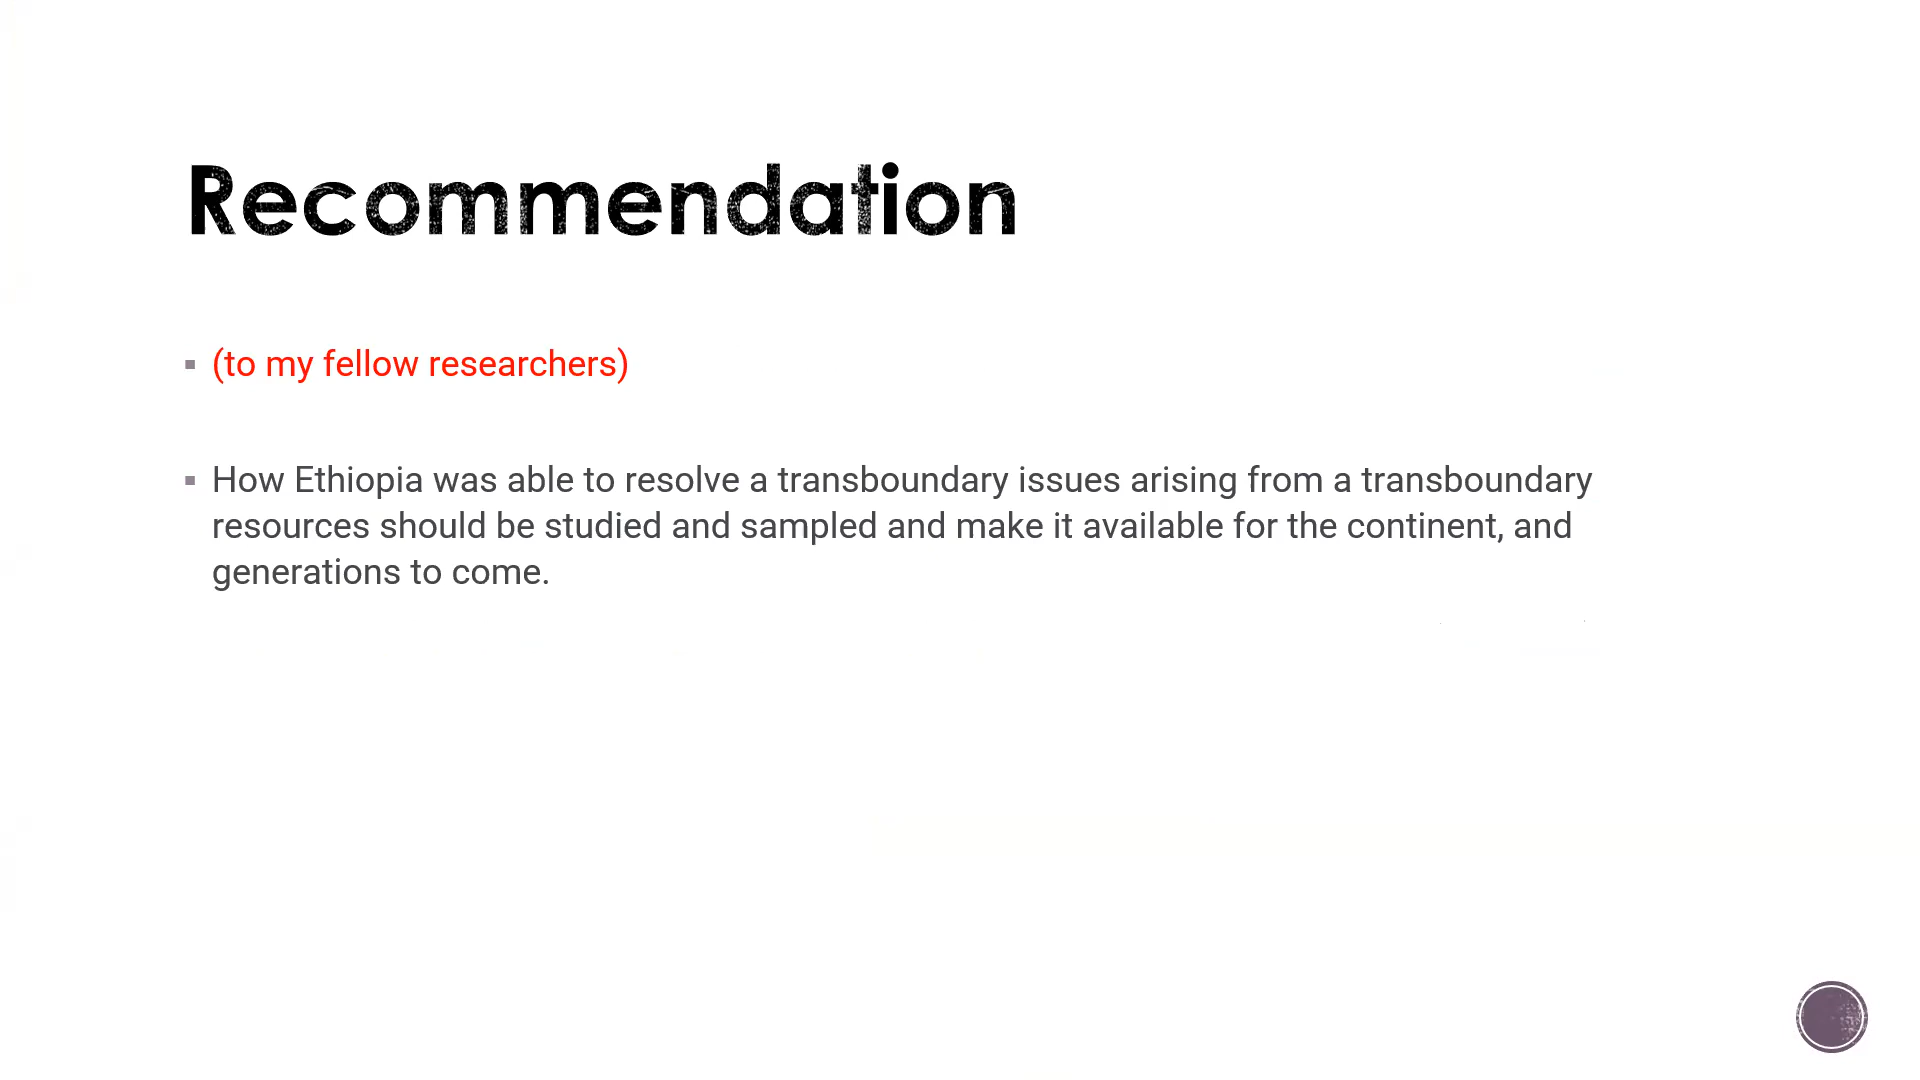 Recommendation
(to my fellow researchers)
How Ethiopia was able to resolve a transboundary issues arising from a transboundary
resources should be studied and sampled and make it available for the continent, and
generations to come.